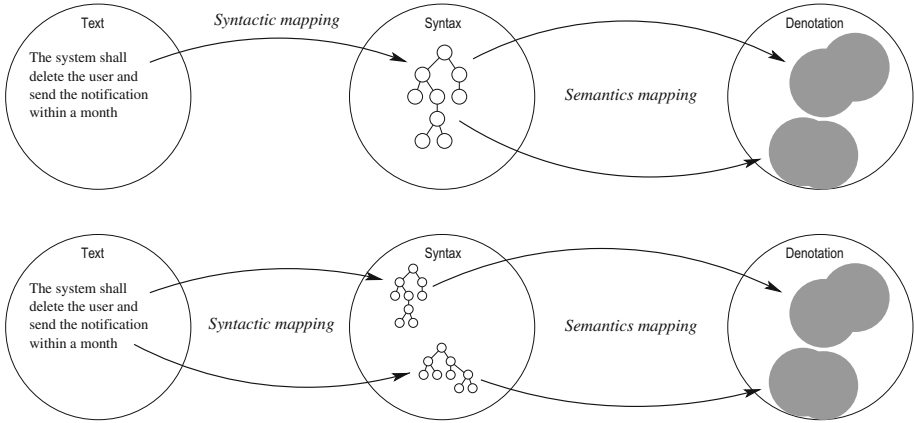 Text
Syntactic mapping
Syntax
Denotation
The system shall
delete the user and
send the notification
within a month
Semantics mapping
Text
Syntax
Denotation
The system shall
delete the user and
send the notification
within a month
Syntactic mapping
Semantics mapping